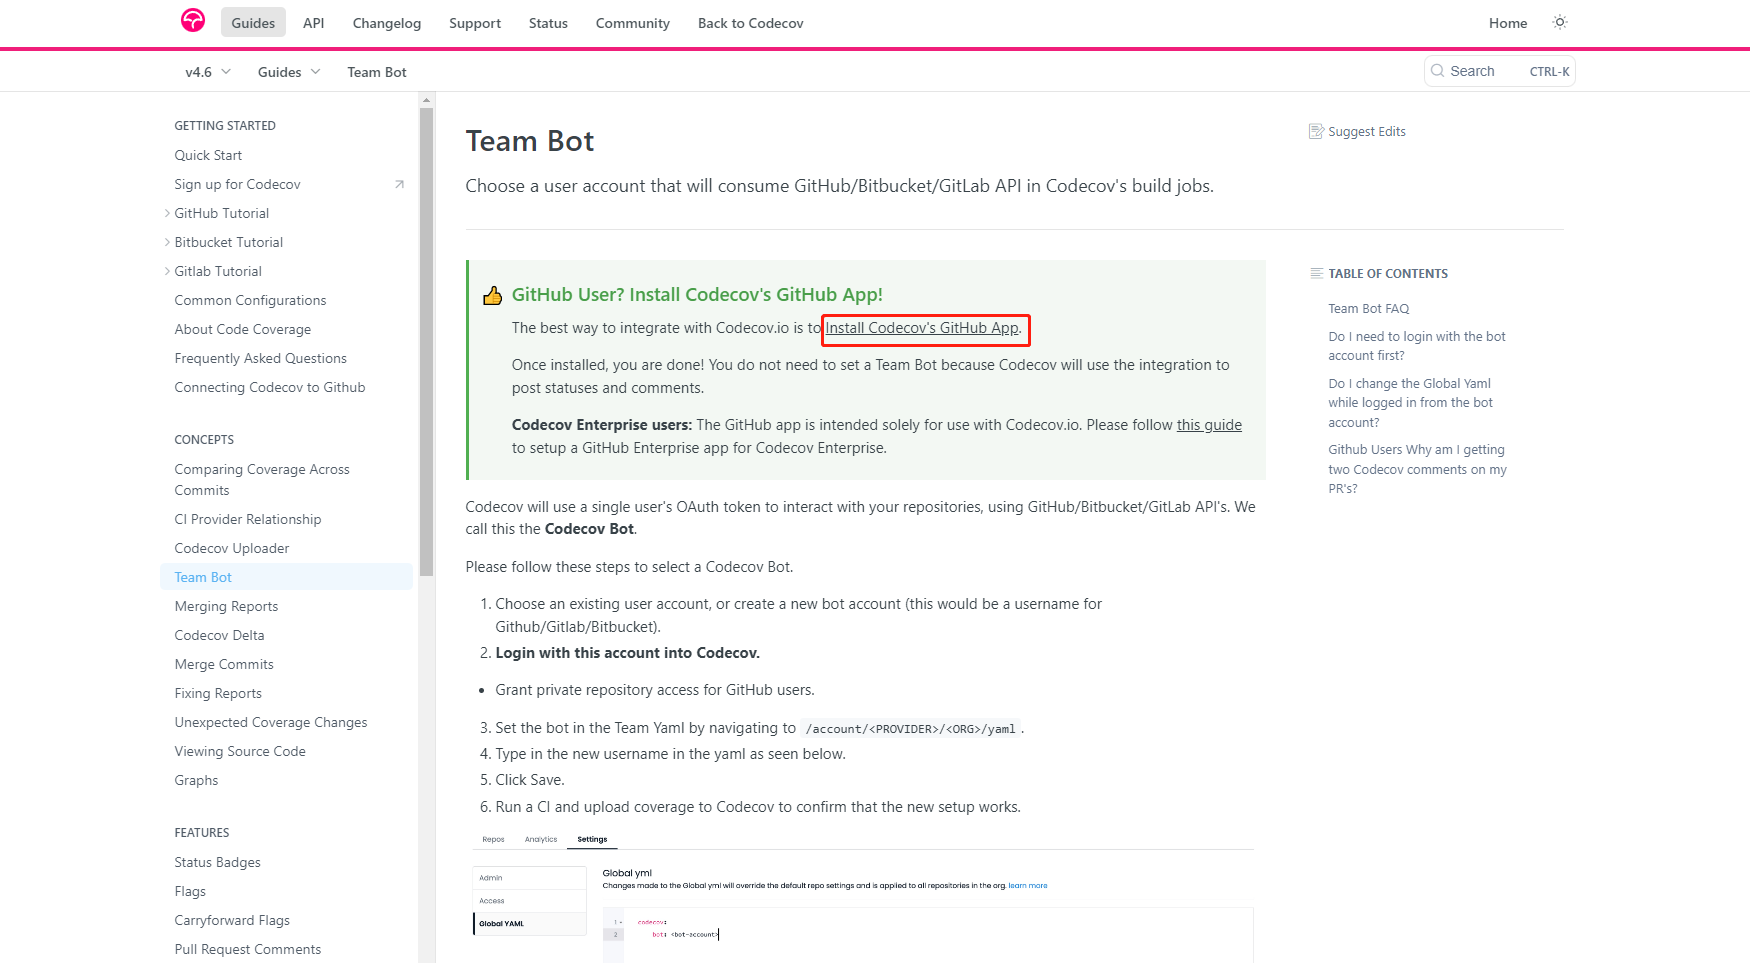 Guides API Changelog Support Status Community Back to Codecov Home
v4.6 Guides Team Bot Search CTRL-K
GETTING STARTED
Quick Start
Sign up for Codecov
GitHub Tutorial
Bitbucket Tutorial
Gitlab Tutorial
Common Configurations
About Code Coverage
Frequently Asked Questions
Connecting Codecov to Github
CONCEPTS
Comparing Coverage Across
Commits
CI Provider Relationship
Codecov Uploader
Team Bot
Merging Reports
Codecov Delta
Merge Commits
Fixing Reports
Unexpected Coverage Changes
Viewing Source Code
Graphs
FEATURES
Status Badges
Flags
Carryforward Flags
Pull Request Comments
Team Bot
Choose a user account that will consume GitHub/Bitbucket/GitLab API in Codecov's build jobs.
GitHub User? Install Codecov's GitHub App!
The best way to integrate with Codecov.io is to Install Codecov's GitHub App.
Once installed, you are done! You do not need to set a Team Bot because Codecov will use the integration to
post statuses and comments.
Codecov Enterprise users: The GitHub app is intended solely for use with Codecov.io. Please follow this guide
to setup a GitHub Enterprise app for Codecov Enterprise.
Codecov will use a single user's OAuth token to interact with your repositories, using GitHub/Bitbucket/GitLab API's. We
call this the Codecov Bot.
Please follow these steps to select a Codecov Bot.
1. Choose an existing user account, or create a new bot account (this would be a username for
Github/Gitlab/Bitbucket).
2. Login with this account into Codecov.
• Grant private repository access for GitHub users.
3. Set the bot in the Team Yaml by navigating to /account/<PROVIDER>/<ORG>/yaml .
4. Type in the new username in the yaml as seen below.
5. Click Save.
6. Run a CI and upload coverage to Codecov to confirm that the new setup works.
Repos Analytics Settings
Admin
Access
Global YAML
Global yml
Changes made to the Global yml will override the default repo settings and is applied to all repositories in the org. learn more
1 codecov:
2 bot: <bot-account>
Suggest Edits
TABLE OF CONTENTS
Team Bot FAQ
Do I need to login with the bot
account first?
Do I change the Global Yaml
while logged in from the bot
account?
Github Users Why am I getting
two Codecov comments on my
PR's?